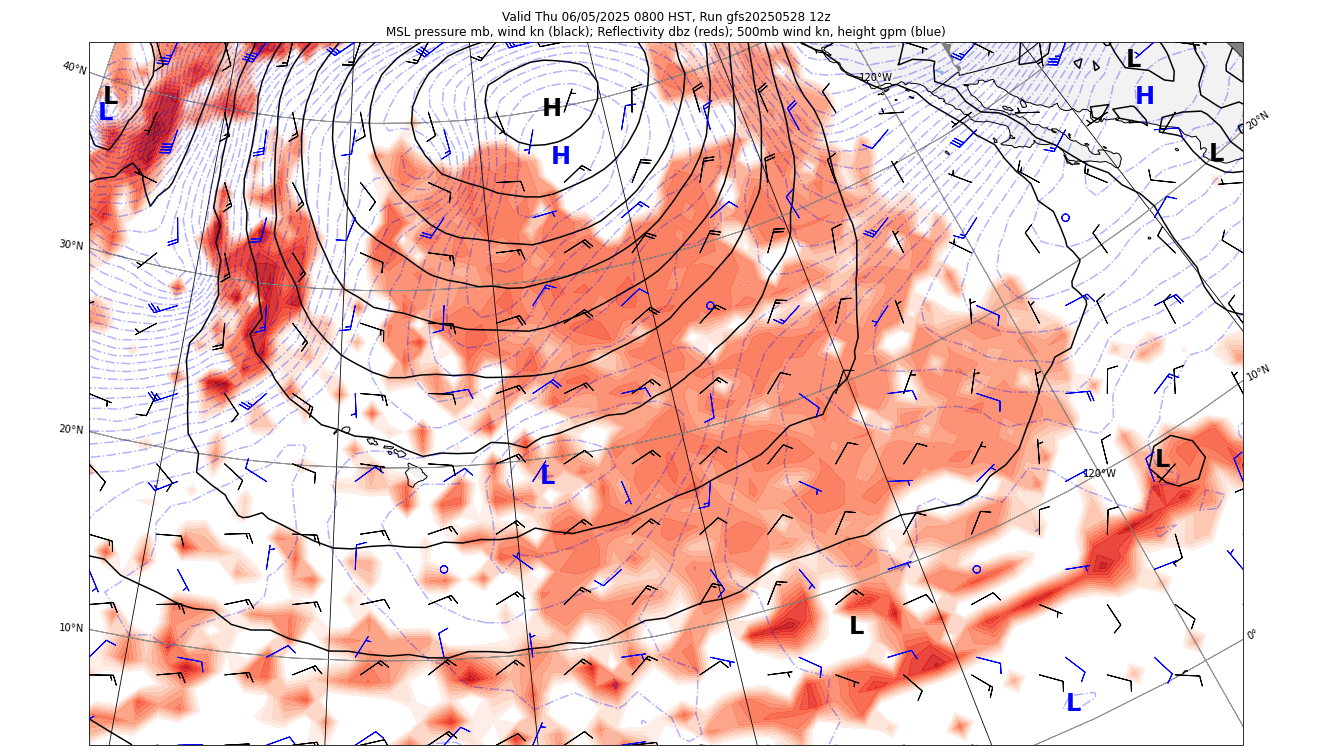 Valid Thu 06/05/2025 0800 HST, Run gfs20250528 12z
MSL pressure mb, wind kn (black); Reflectivity dbz (reds); 500mb wind kn, height gpm (blue)
40°N
L
L
H
H
120°W
L
H
L
20°N
30°N
10°N
20°N
L
L
120°W
10°N
L
0°
L